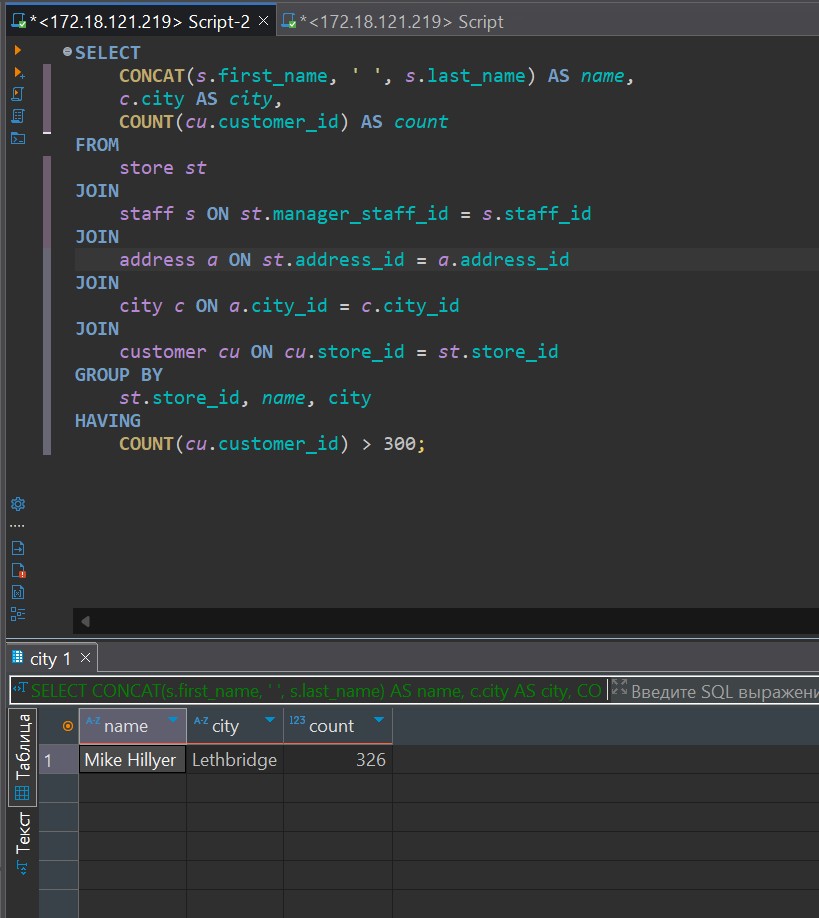 *<172.18.121.219> Script-2
*<172.18.121.219> Script
SELECT
CONCAT(s.first_name, ' ', s.last_name) AS name,
c.city AS city,
COUNT(cu.customer_id) AS count
FROM
store st
JOIN
staff s ON st.manager_staff_id = s.staff_id
JOIN
address a ON st.address_id = a.address_id
JOIN
city c ON a.city_id = c.city_id
JOIN
customer cu ON cu.store_id = st.store_id
GROUP BY
st.store_id, name, city
HAVING
COUNT(cu.customer_id) > 300;
city 1
SELECT CONCAT(s.first_name, ' ', s.last_name) AS name, c.city AS city, CO
Введите SQL выражени
Таблица
Текст
A-Z name A-Z city 123 count
1 Mike Hillyer Lethbridge 326